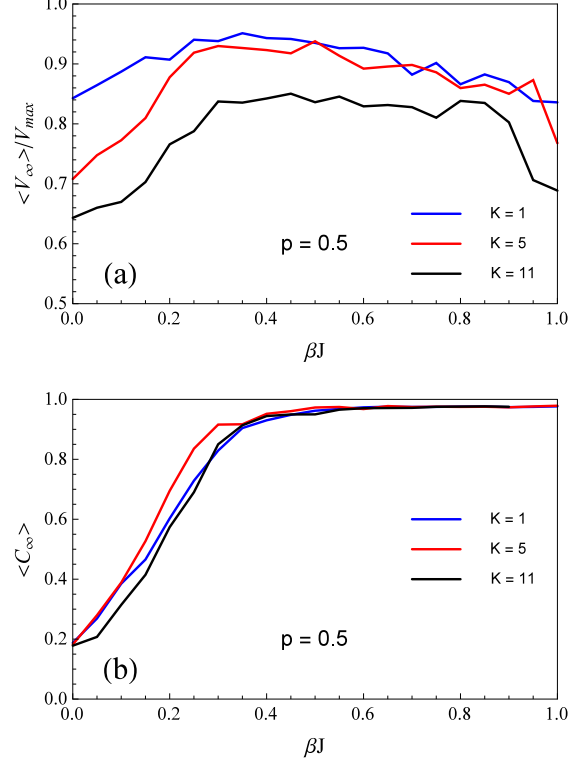 1.0
0.9
0.8
0.7
0.6
0.5
<V∞>/Vmax
K = 1
K = 5
K = 11
p = 0.5
(a)
0.0 0.2 0.4 0.6 0.8 1.0
βJ
1.0
0.8
0.6
0.4
0.2
0.0
<C∞>
K = 1
K = 5
K = 11
p = 0.5
(b)
0.0 0.2 0.4 0.6 0.8 1.0
βJ